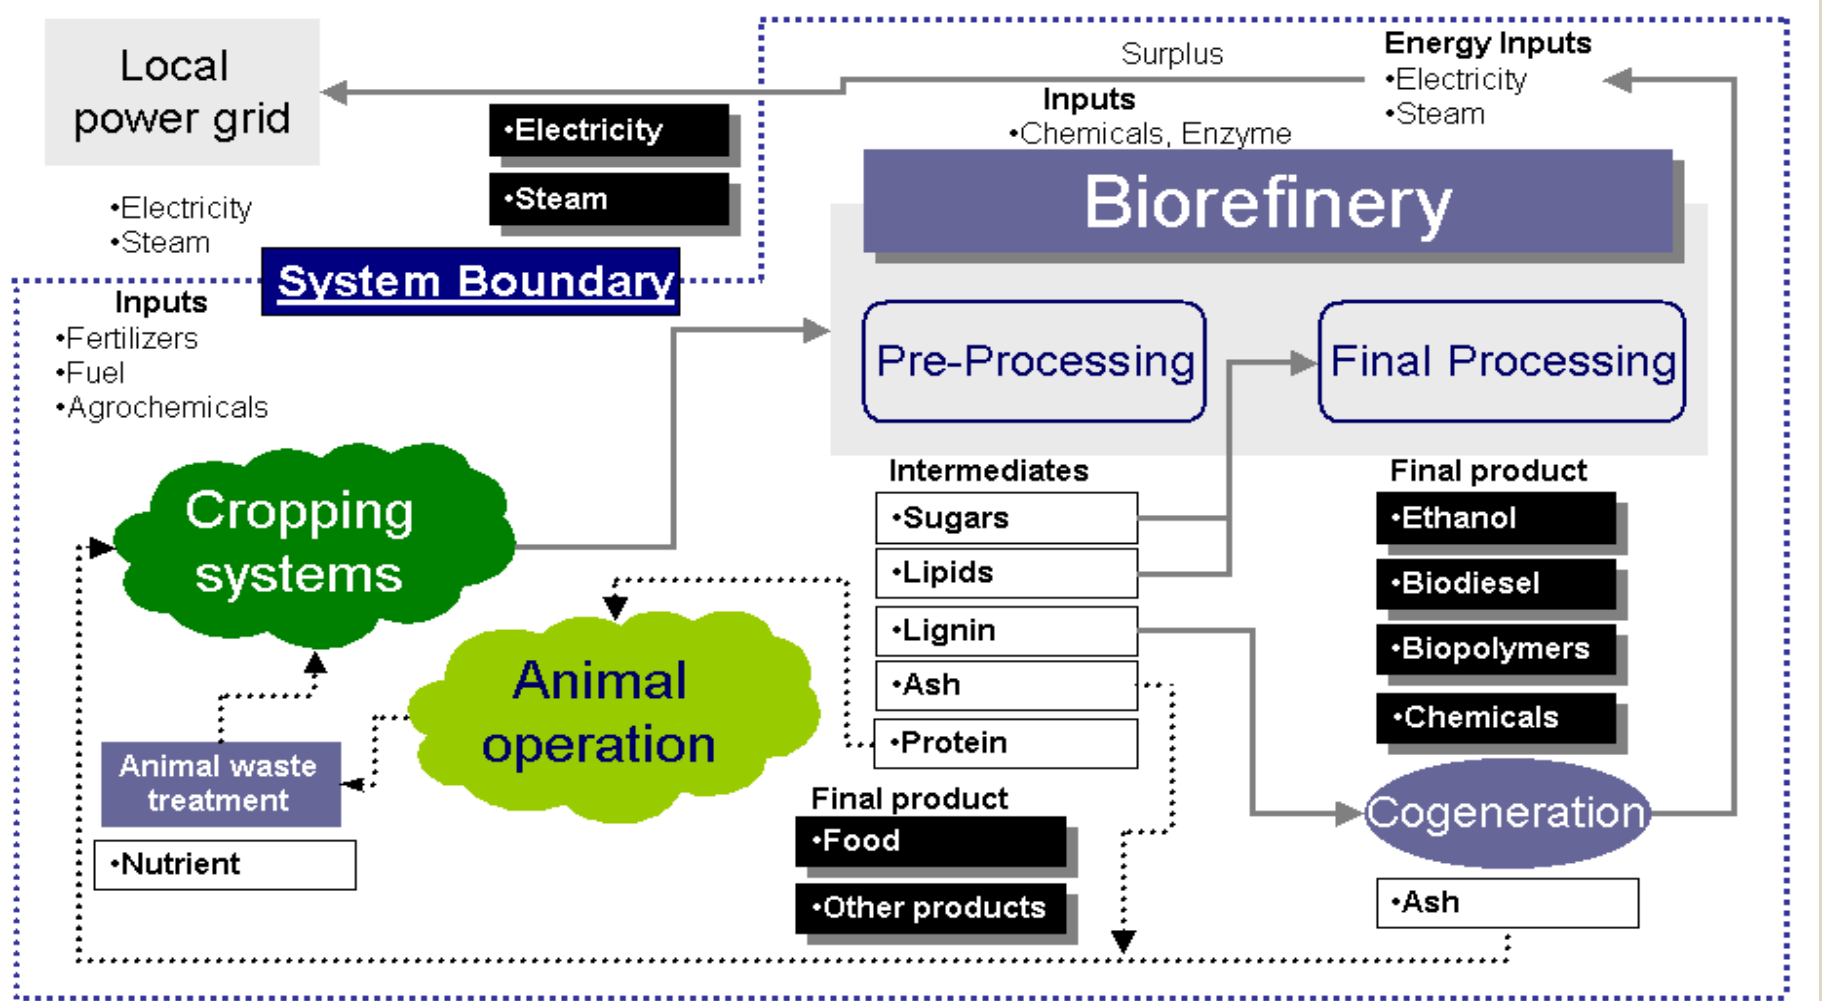 Local
power grid
•Electricity
•Steam
Surplus
Energy Inputs
•Electricity
•Steam
Inputs
•Chemicals, Enzyme
•Electricity
•Steam
System Boundary
Biorefinery
Pre-Processing
Final Processing
Inputs
•Fertilizers
•Fuel
•Agrochemicals
Cropping
systems
Animal
operation
Animal waste
treatment
•Nutrient
Intermediates
•Sugars
•Lipids
•Lignin
•Ash
•Protein
Final product
•Food
•Other products
Final product
•Ethanol
•Biodiesel
•Biopolymers
•Chemicals
Cogeneration
•Ash